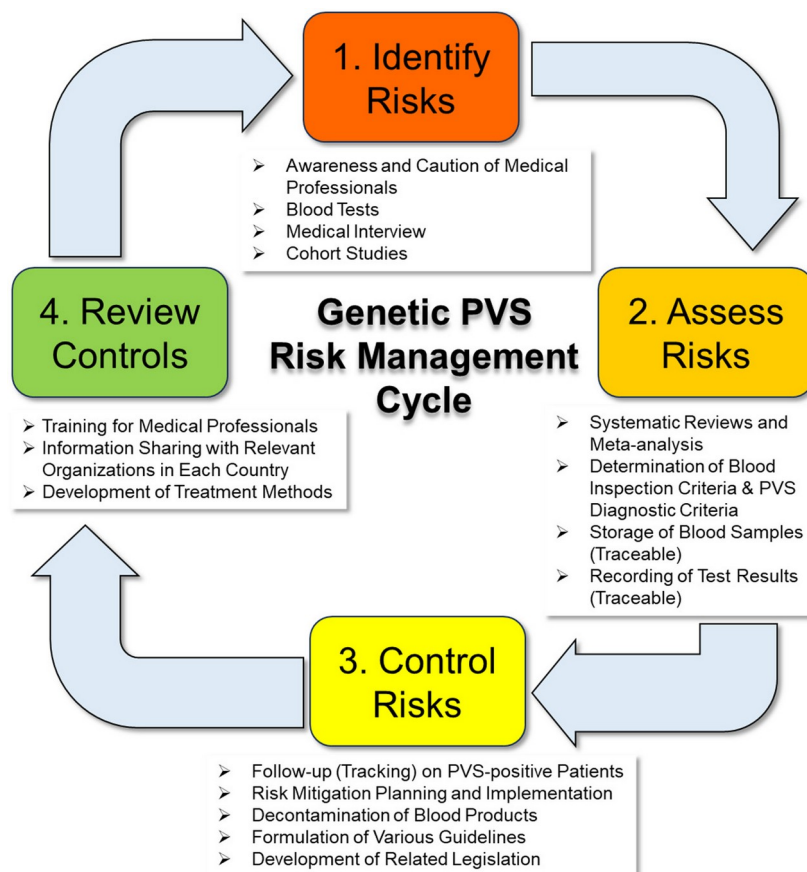 1. Identify
Risks
➢ Awareness and Caution of Medical
Professionals
➢ Blood Tests
➢ Medical Interview
➢ Cohort Studies
4. Review
Controls
Genetic PVS
Risk Management
Cycle
2. Assess
Risks
➢ Training for Medical Professionals
➢ Information Sharing with Relevant
Organizations in Each Country
➢ Development of Treatment Methods
➢ Systematic Reviews and
Meta-analysis
➢ Determination of Blood
Inspection Criteria & PVS
Diagnostic Criteria
➢ Storage of Blood Samples
(Traceable)
➢ Recording of Test Results
(Traceable)
3. Control
Risks
➢ Follow-up (Tracking) on PVS-positive Patients
➢ Risk Mitigation Planning and Implementation
➢ Decontamination of Blood Products
➢ Formulation of Various Guidelines
➢ Development of Related Legislation